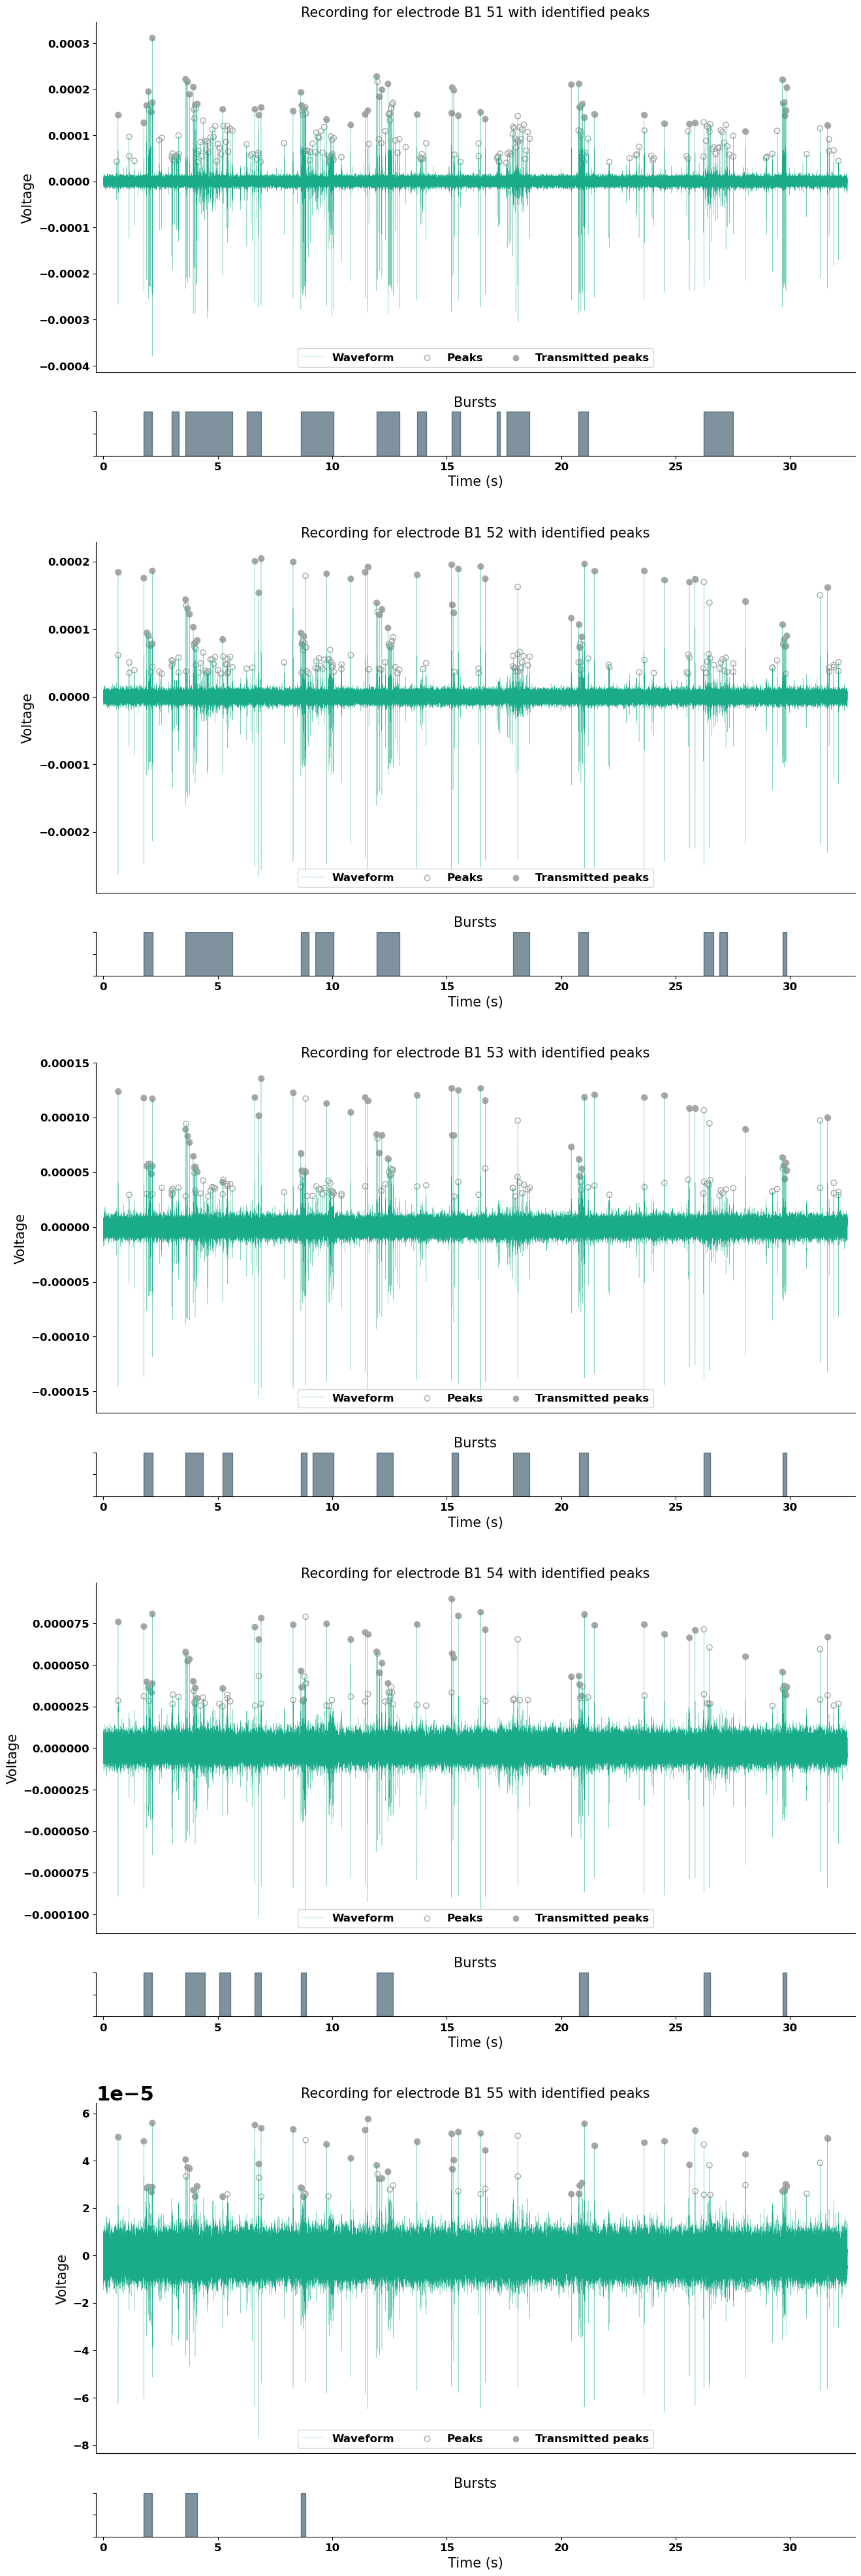 Recording for electrode B1 51 with identified peaks
0.0003
0.0002
0.0001
0.0000
−0.0001
−0.0002
−0.0003
−0.0004
Voltage
Waveform Peaks Transmitted peaks
Bursts
0 5 10 15 20 25 30
Time (s)
Recording for electrode B1 52 with identified peaks
0.0002
0.0001
0.0000
−0.0001
−0.0002
Voltage
Waveform Peaks Transmitted peaks
Bursts
0 5 10 15 20 25 30
Time (s)
Recording for electrode B1 53 with identified peaks
0.00015
0.00010
0.00005
0.00000
−0.00005
−0.00010
−0.00015
Voltage
Waveform Peaks Transmitted peaks
Bursts
0 5 10 15 20 25 30
Time (s)
Recording for electrode B1 54 with identified peaks
0.000075
0.000050
0.000025
0.000000
−0.000025
−0.000050
−0.000075
−0.000100
Voltage
Waveform Peaks Transmitted peaks
Bursts
0 5 10 15 20 25 30
Time (s)
1e−5 Recording for electrode B1 55 with identified peaks
6
4
2
0
−2
−4
−6
−8
Voltage
Waveform Peaks Transmitted peaks
Bursts
0 5 10 15 20 25 30
Time (s)